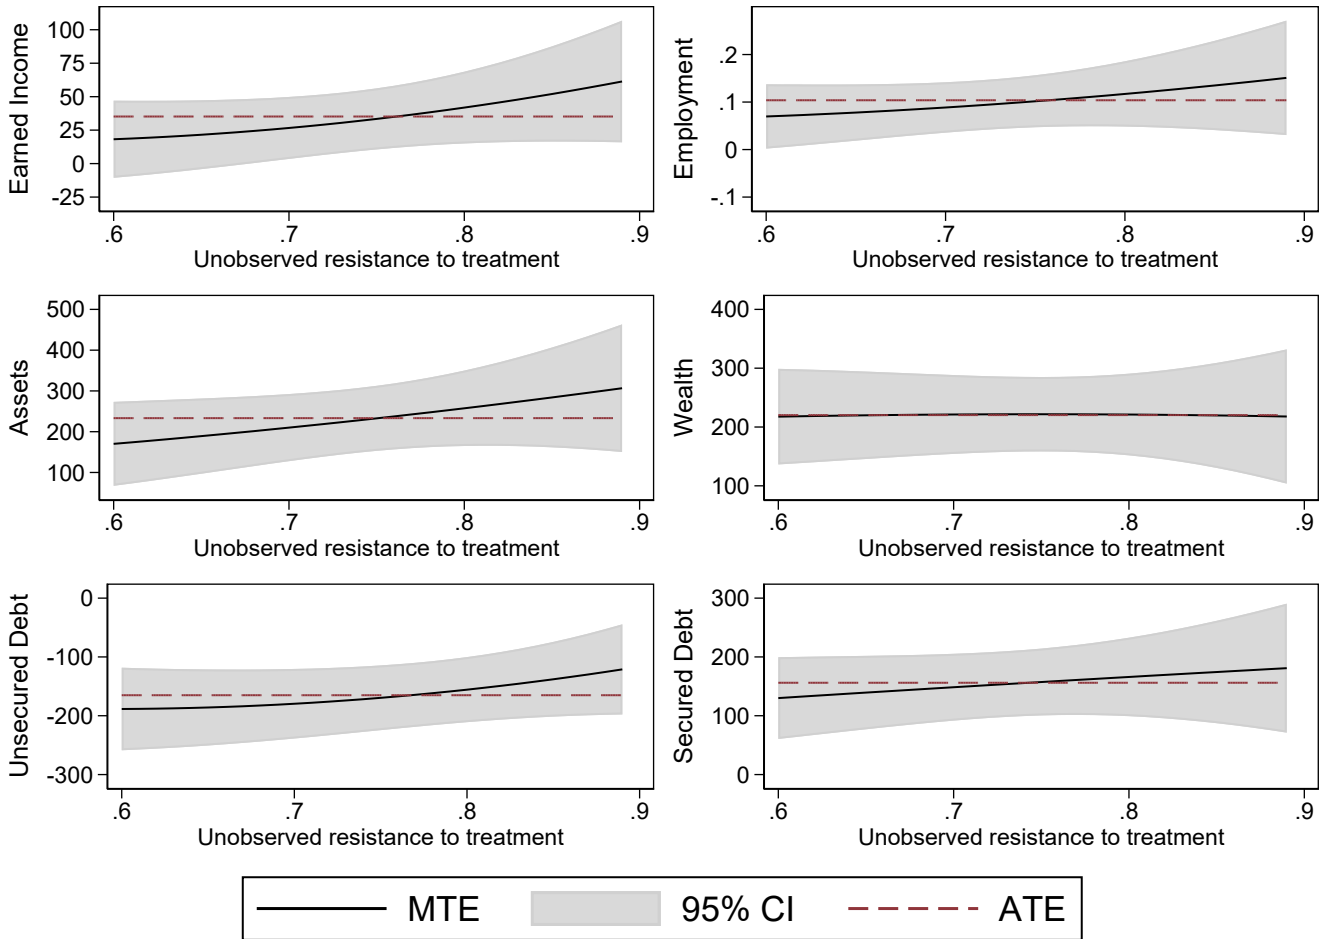 Earned Income
100
75
50
25
0
-25
.6 .7 .8 .9
Unobserved resistance to treatment
Employment
.2
.1
0
-.1
.6 .7 .8 .9
Unobserved resistance to treatment
Assets
500
400
300
200
100
.6 .7 .8 .9
Unobserved resistance to treatment
Wealth
400
300
200
100
.6 .7 .8 .9
Unobserved resistance to treatment
Unsecured Debt
0
-100
-200
-300
.6 .7 .8 .9
Unobserved resistance to treatment
Secured Debt
300
200
100
0
.6 .7 .8 .9
Unobserved resistance to treatment
MTE 95% CI ATE